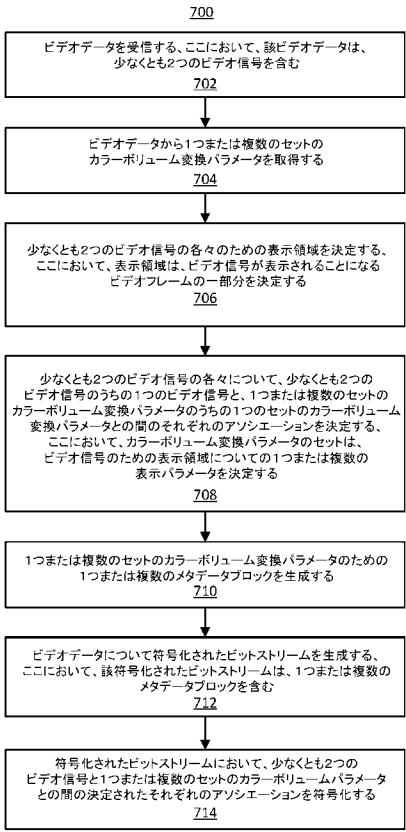 700
ビデオデータを受信する、ここにおいて、該ビデオデータは、
少なくとも2つのビデオ信号を含む
702
ビデオデータから1つまたは複数のセットの
カラーボリューム変換パラメータを取得する
704
少なくとも2つのビデオ信号の各々のための表示領域を決定する、
ここにおいて、表示領域は、ビデオ信号が表示されることになる
ビデオフレームの一部分を決定する
706
少なくとも2つのビデオ信号の各々について、少なくとも2つの
ビデオ信号のうちの1つのビデオ信号と、1つまたは複数のセットの
カラーボリューム変換パラメータのうちの1つのセットのカラーボリューム
変換パラメータとの間のそれぞれのアソシエーションを決定する、
ここにおいて、カラーボリューム変換パラメータのセットは、
ビデオ信号のための表示領域についての1つまたは複数の
表示パラメータを決定する
708
1つまたは複数のセットのカラーボリューム変換パラメータのための
1つまたは複数のメタデータブロックを生成する
710
ビデオデータについて符号化されたビットストリームを生成する、
ここにおいて、該符号化されたビットストリームは、1つまたは複数の
メタデータブロックを含む
712
符号化されたビットストリームにおいて、少なくとも2つの
ビデオ信号と1つまたは複数のセットのカラーボリュームパラメータ
との間の決定されたそれぞれのアソシエーションを符号化する
714